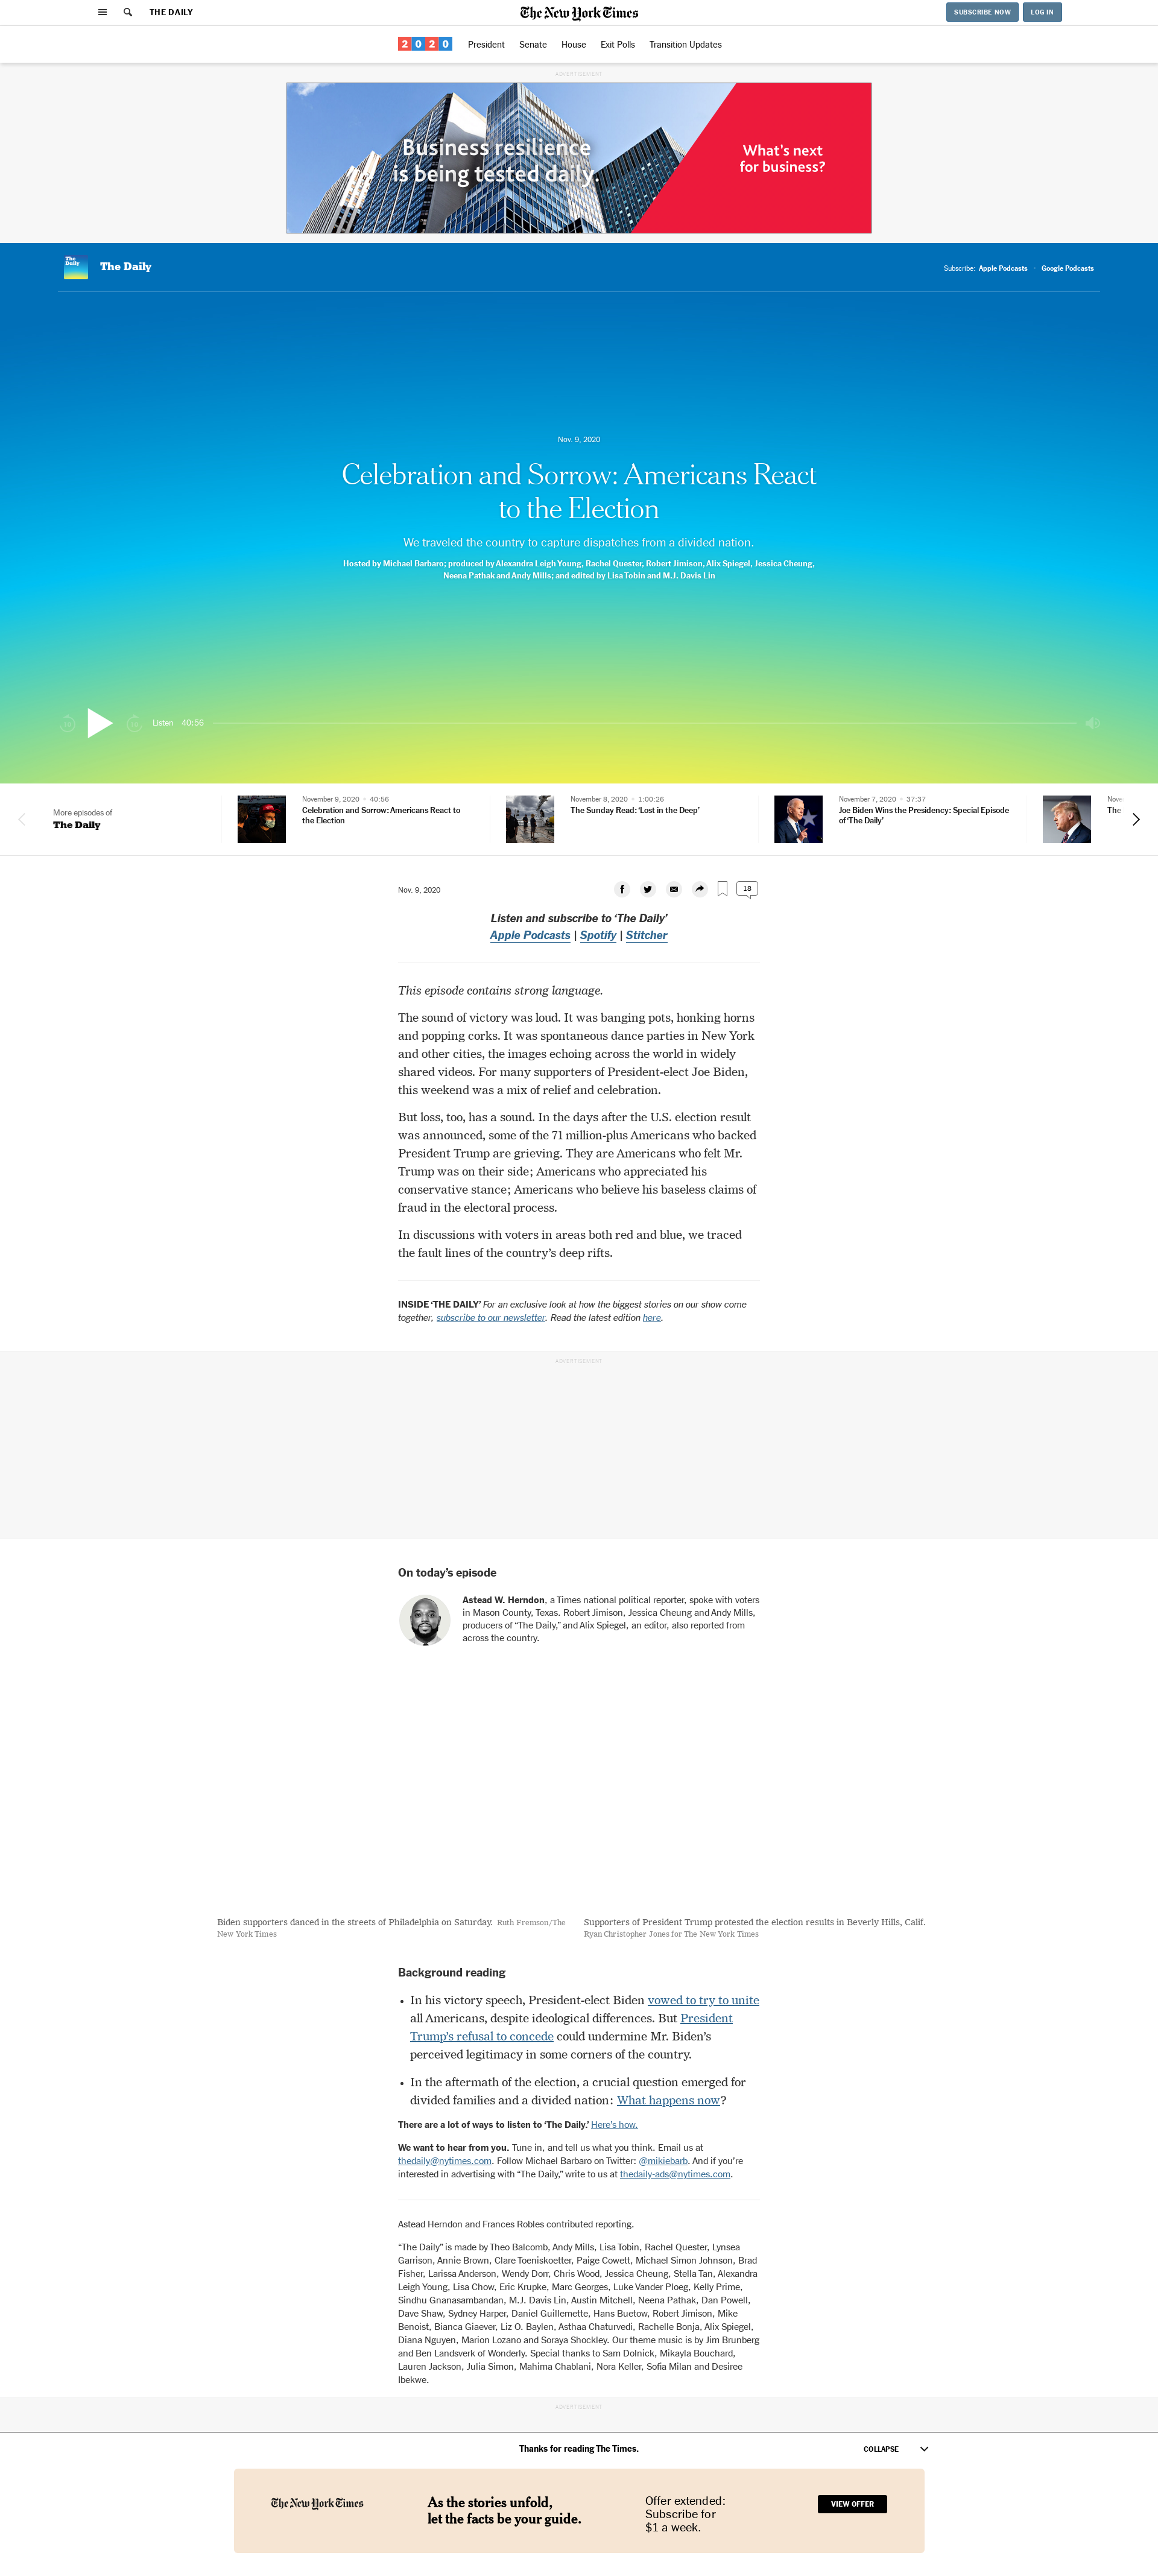 THE DAILY
The New York Times
SUBSCRIBE NOW
LOG IN
2020
President
Senate
House
Exit Polls
Transition Updates
ADVERTISEMENT
Business resilience
is being tested daily.
What's next
for business?
The Daily
The Daily
Subscribe: Apple Podcasts · Google Podcasts
Nov. 9, 2020
Celebration and Sorrow: Americans React
to the Election
We traveled the country to capture dispatches from a divided nation.
Hosted by Michael Barbaro; produced by Alexandra Leigh Young, Rachel Quester, Robert Jimison, Alix Spiegel, Jessica Cheung,
Neena Pathak and Andy Mills; and edited by Lisa Tobin and M.J. Davis Lin
Listen 40:56
More episodes of
The Daily
November 9, 2020 · 40:56
Celebration and Sorrow: Americans React to
the Election
November 8, 2020 · 1:00:26
The Sunday Read: ‘Lost in the Deep’
November 7, 2020 · 37:37
Joe Biden Wins the Presidency: Special Episode
of ‘The Daily’
Nove
The
Nov. 9, 2020
18
Listen and subscribe to ‘The Daily’
Apple Podcasts | Spotify | Stitcher
This episode contains strong language.
The sound of victory was loud. It was banging pots, honking horns
and popping corks. It was spontaneous dance parties in New York
and other cities, the images echoing across the world in widely
shared videos. For many supporters of President-elect Joe Biden,
this weekend was a mix of relief and celebration.
But loss, too, has a sound. In the days after the U.S. election result
was announced, some of the 71 million-plus Americans who backed
President Trump are grieving. They are Americans who felt Mr.
Trump was on their side; Americans who appreciated his
conservative stance; Americans who believe his baseless claims of
fraud in the electoral process.
In discussions with voters in areas both red and blue, we traced
the fault lines of the country’s deep rifts.
INSIDE ‘THE DAILY’ For an exclusive look at how the biggest stories on our show come
together, subscribe to our newsletter. Read the latest edition here.
ADVERTISEMENT
On today’s episode
Astead W. Herndon, a Times national political reporter, spoke with voters
in Mason County, Texas. Robert Jimison, Jessica Cheung and Andy Mills,
producers of “The Daily,” and Alix Spiegel, an editor, also reported from
across the country.
Biden supporters danced in the streets of Philadelphia on Saturday. Ruth Fremson/The
New York Times
Supporters of President Trump protested the election results in Beverly Hills, Calif.
Ryan Christopher Jones for The New York Times
Background reading
• In his victory speech, President-elect Biden vowed to try to unite
all Americans, despite ideological differences. But President
Trump’s refusal to concede could undermine Mr. Biden’s
perceived legitimacy in some corners of the country.
• In the aftermath of the election, a crucial question emerged for
divided families and a divided nation: What happens now?
There are a lot of ways to listen to ‘The Daily.’ Here’s how.
We want to hear from you. Tune in, and tell us what you think. Email us at
thedaily@nytimes.com. Follow Michael Barbaro on Twitter: @mikiebarb. And if you’re
interested in advertising with “The Daily,” write to us at thedaily-ads@nytimes.com.
Astead Herndon and Frances Robles contributed reporting.
“The Daily” is made by Theo Balcomb, Andy Mills, Lisa Tobin, Rachel Quester, Lynsea
Garrison, Annie Brown, Clare Toeniskoetter, Paige Cowett, Michael Simon Johnson, Brad
Fisher, Larissa Anderson, Wendy Dorr, Chris Wood, Jessica Cheung, Stella Tan, Alexandra
Leigh Young, Lisa Chow, Eric Krupke, Marc Georges, Luke Vander Ploeg, Kelly Prime,
Sindhu Gnanasambandan, M.J. Davis Lin, Austin Mitchell, Neena Pathak, Dan Powell,
Dave Shaw, Sydney Harper, Daniel Guillemette, Hans Buetow, Robert Jimison, Mike
Benoist, Bianca Giaever, Liz O. Baylen, Asthaa Chaturvedi, Rachelle Bonja, Alix Spiegel,
Diana Nguyen, Marion Lozano and Soraya Shockley. Our theme music is by Jim Brunberg
and Ben Landsverk of Wonderly. Special thanks to Sam Dolnick, Mikayla Bouchard,
Lauren Jackson, Julia Simon, Mahima Chablani, Nora Keller, Sofia Milan and Desiree
Ibekwe.
ADVERTISEMENT
Thanks for reading The Times.
COLLAPSE
The New York Times
As the stories unfold,
let the facts be your guide.
Offer extended:
Subscribe for
$1 a week.
VIEW OFFER